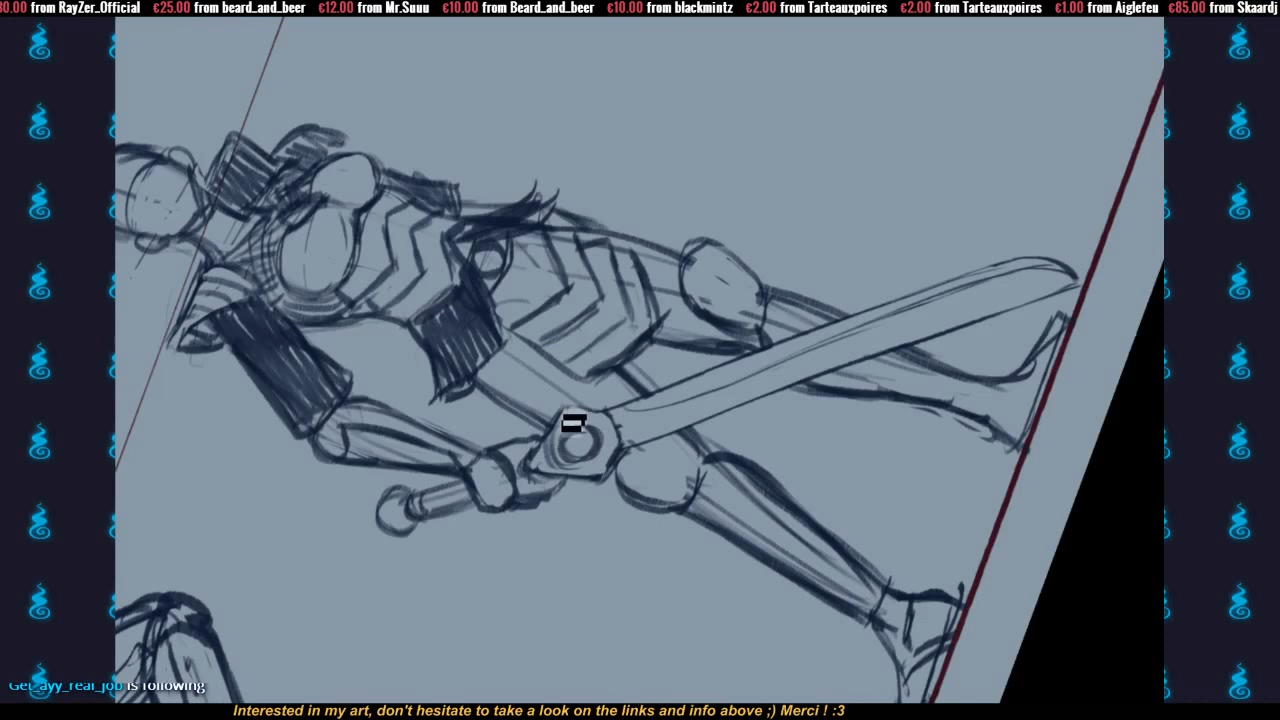 30.00 from RayZer_Official €25.00 from beard_and_beer €12.00 from Mr.Suuu €10.00 from Beard_and_beer €10.00 from blackmintz €2.00 from Tarteauxpoires €2.00 from Tarteauxpoires €1.00 from Aiglefeu €85.00 from Skaardj
Get_ayy_real_job is following
Interested in my art, don't hesitate to take a look on the links and info above ;) Merci ! :3